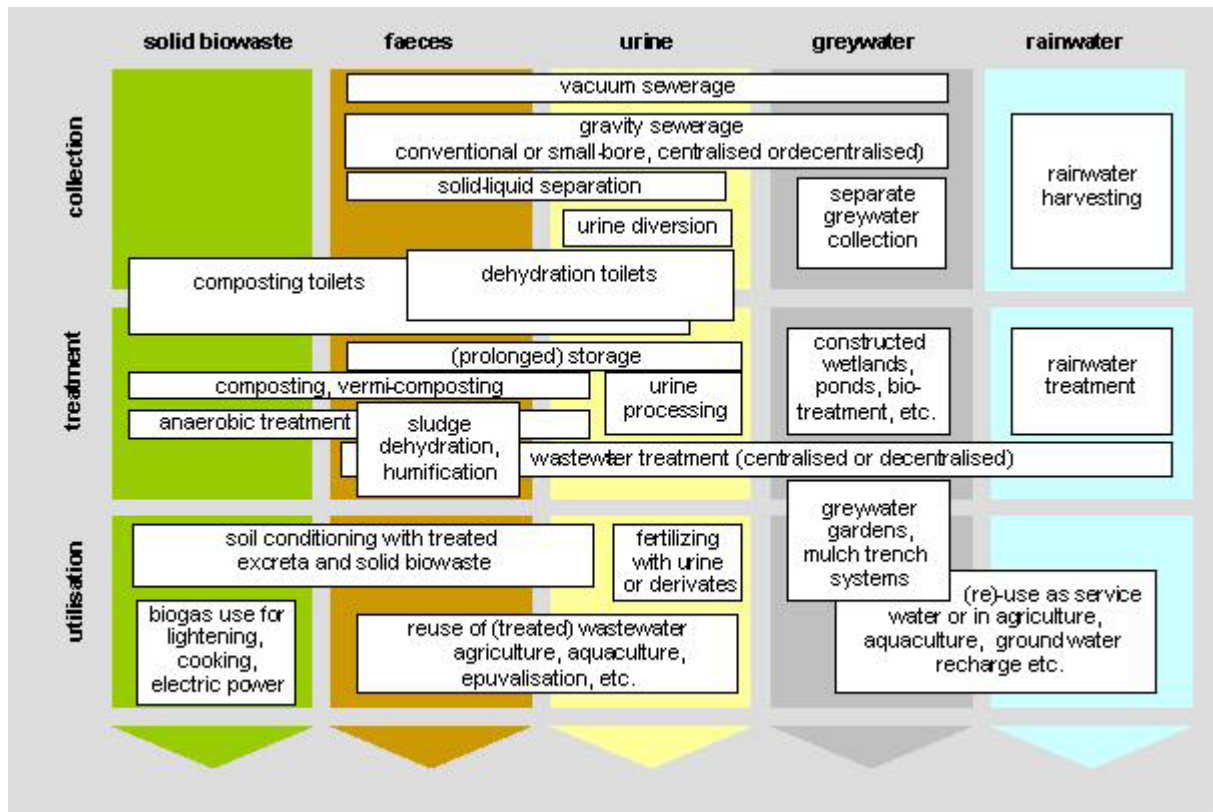 solid biowaste
faeces
urine
greywater
rainwater
collection
vacuum sewerage
gravity sewerage
conventional or small-bore, centralised ordecentralised)
solid-liquid separation
urine diversion
separate
greywater
collection
rainwater
harvesting
composting toilets
dehydration toilets
treatment
(prolonged) storage
composting, vermi-composting
urine
processing
anaerobic treatment
sludge
dehydration,
humification
constructed
wetlands,
ponds, bio-
treatment, etc.
rainwater
treatment
wastewter treatment (centralised or decentralised)
utilisation
soil conditioning with treated
excreta and solid biowaste
fertilizing
with urine
or derivates
greywater
gardens,
mulch trench
systems
biogas use for
lightening,
cooking,
electric power
reuse of (treated) wastewater
agriculture, aquaculture,
epuvalisation, etc.
(re)-use as service
water or in agriculture,
aquaculture, ground water
recharge etc.